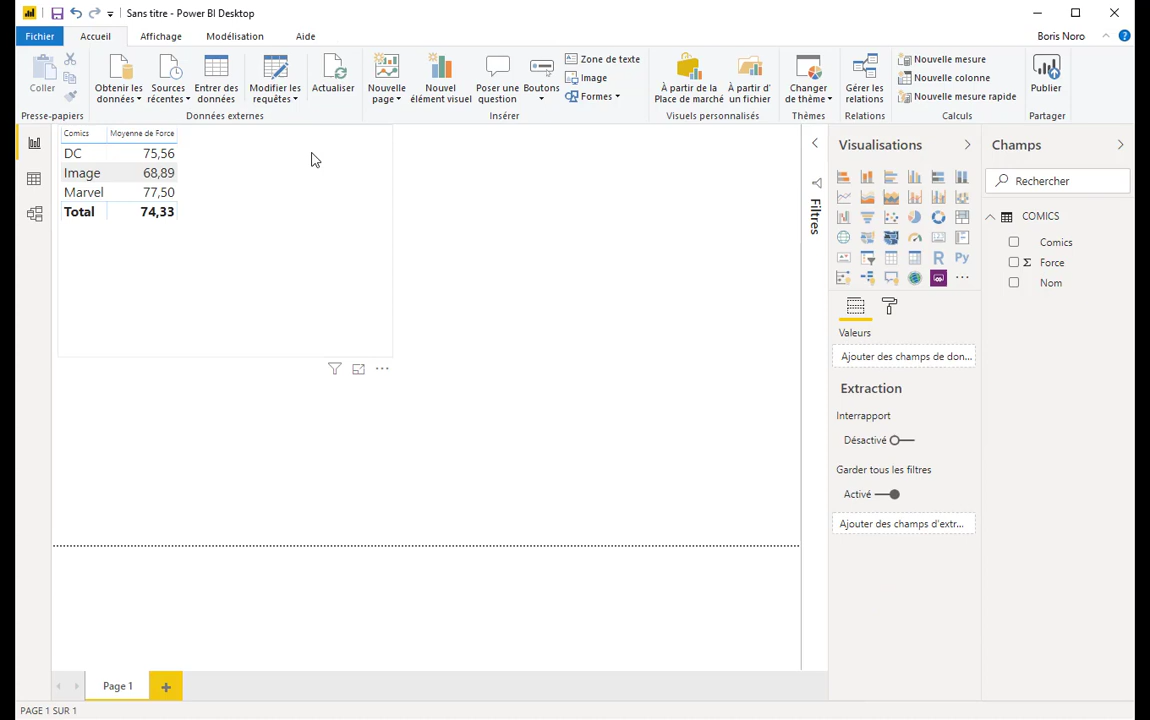 Sans titre - Power BI Desktop
Fichier
Accueil
Affichage
Modélisation
Aide
Boris Noro
Coller
Presse-papiers
Obtenir les données
Sources récentes
Entrer des données
Modifier les requêtes
Actualiser
Données externes
Nouvelle page
Nouvel élément visuel
Poser une question
Boutons
Zone de texte
Image
Formes
Insérer
À partir de la Place de marché
À partir d'un fichier
Visuels personnalisés
Changer de thème
Thèmes
Gérer les relations
Relations
Nouvelle mesure
Nouvelle colonne
Nouvelle mesure rapide
Calculs
Publier
Partager
Comics Moyenne de Force
DC 75,56
Image 68,89
Marvel 77,50
Total 74,33
Filtres
Visualisations
R
Py
Valeurs
Ajouter des champs de don...
Extraction
Interrapport
Désactivé
Garder tous les filtres
Activé
Ajouter des champs d'extr...
Champs
Rechercher
COMICS
Comics
Σ Force
Nom
Page 1
PAGE 1 SUR 1